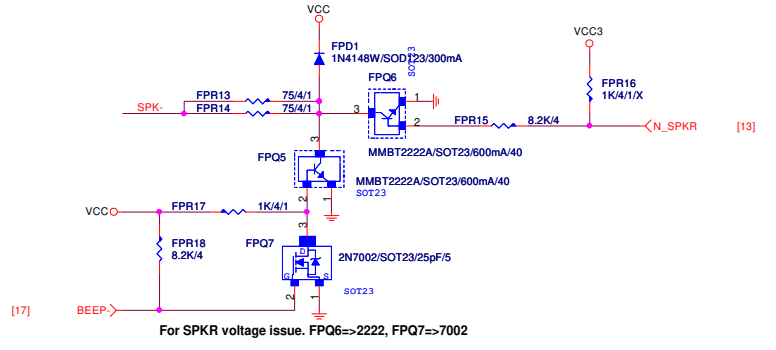 VCC
FPD1
1N4148W/SOD123/300mA
SOT23
FPQ6
VCC3
FPR16
1K/4/1/X
FPR13 75/4/1
SPK-
FPR14 75/4/1
3
1
2
FPR15 8.2K/4
N_SPKR [13]
3
MMBT2222A/SOT23/600mA/40
FPQ5
MMBT2222A/SOT23/600mA/40
SOT23
2
1
VCC
FPR17 1K/4/1
3
FPR18
8.2K/4
FPQ7
D
2N7002/SOT23/25pF/5
G
S
SOT23
2
1
[17] BEEP-
For SPKR voltage issue. FPQ6=>2222, FPQ7=>7002